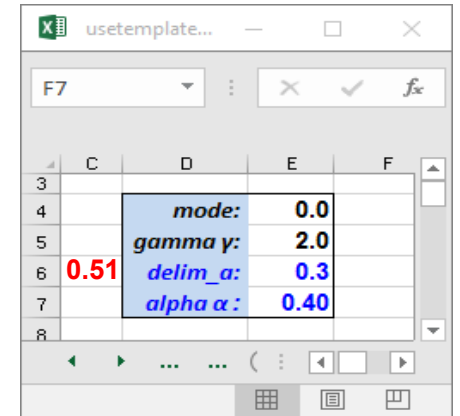 usetemplate...
F7
fx
C D E F
3
4 mode: 0.0
5 gamma γ: 2.0
6 0.51 delim_a: 0.3
7 alpha α : 0.40
8
... ...